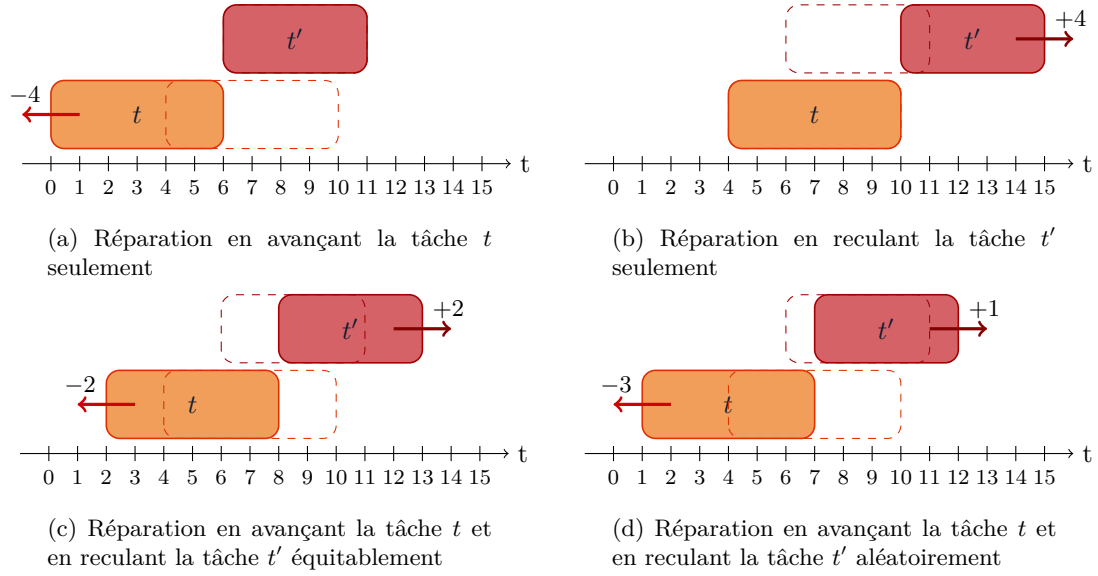 t′
−4
t
t
0 1 2 3 4 5 6 7 8 9 10 11 12 13 14 15
(a) Réparation en avançant la tâche t
seulement
+4
t′
t
t
0 1 2 3 4 5 6 7 8 9 10 11 12 13 14 15
(b) Réparation en reculant la tâche t′
seulement
+2
t′
−2
t
t
0 1 2 3 4 5 6 7 8 9 10 11 12 13 14 15
(c) Réparation en avançant la tâche t et
en reculant la tâche t′ équitablement
+1
t′
−3
t
t
0 1 2 3 4 5 6 7 8 9 10 11 12 13 14 15
(d) Réparation en avançant la tâche t et
en reculant la tâche t′ aléatoirement